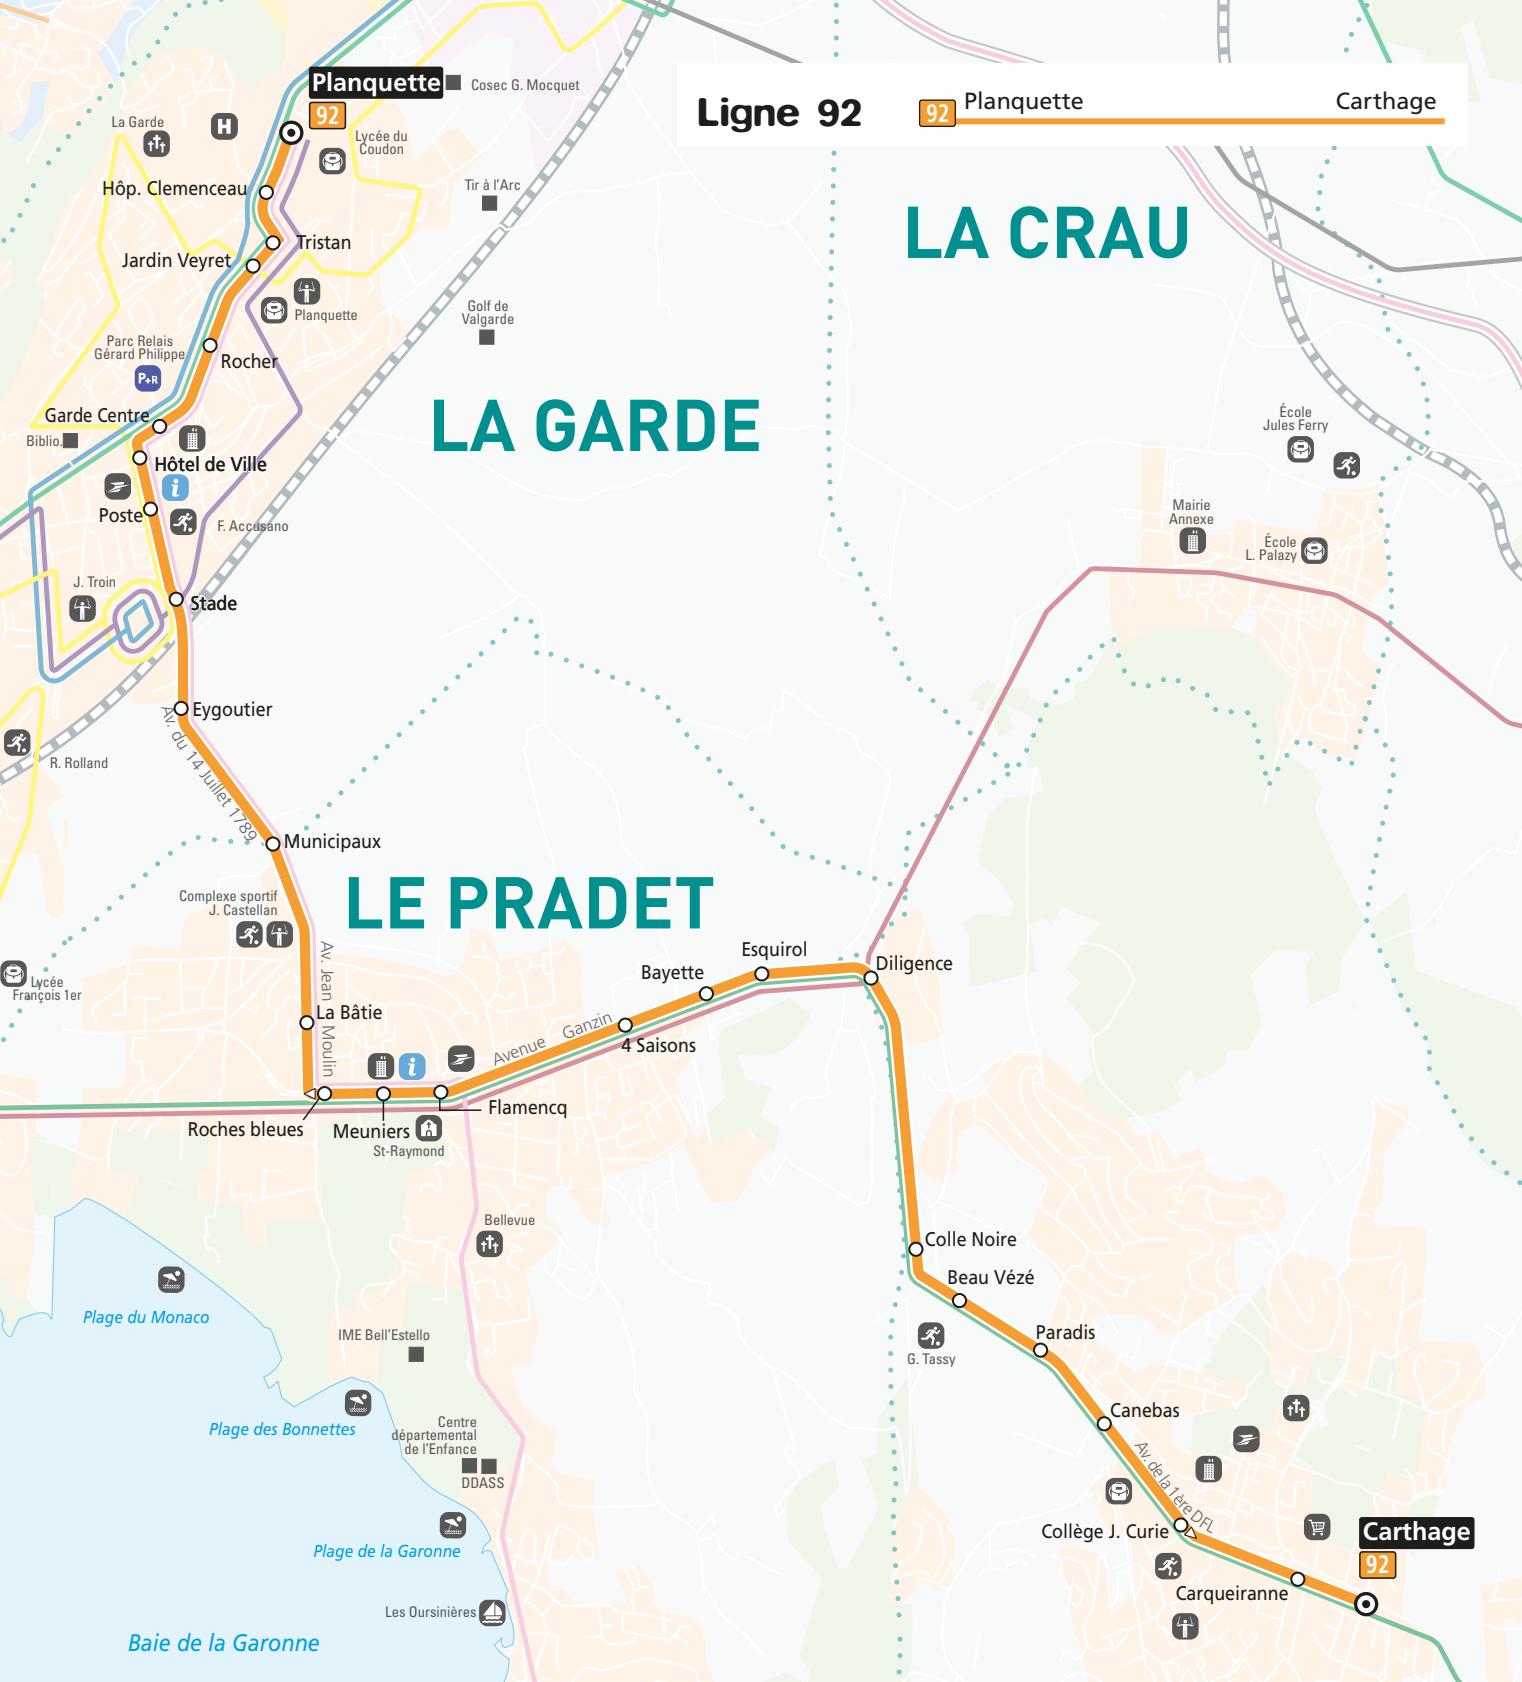 Planquette
92
Cosec G. Mocquet
Ligne 92
92
Planquette
Carthage
La Garde
H
Lycée du
Coudon
Hôp. Clemenceau
Tir à l'Arc
LA CRAU
Tristan
Jardin Veyret
Planquette
Golf de
Valgarde
Parc Relais
Gérard Philippe
P+R
Rocher
LA GARDE
Garde Centre
Biblio.
École
Jules Ferry
Hôtel de Ville
i
Poste
F. Accusano
Mairie
Annexe
École
L. Palazy
J. Troin
Stade
Eygoutier
Av. du 14 Juillet 1789
R. Rolland
Municipaux
LE PRADET
Complexe sportif
J. Castellan
Av. Jean Moulin
Lycée
François 1er
Esquirol
Bayette
Diligence
La Bâtie
Avenue Ganzin
4 Saisons
i
Flamencq
Roches bleues
Meuniers
St-Raymond
Bellevue
Colle Noire
Beau Vézé
Plage du Monaco
IME Bell'Estello
Paradis
G. Tassy
Plage des Bonnettes
Centre
départemental
de l'Enfance
DDASS
Canebas
Av. de la 1ère DFL
Collège J. Curie
Carthage
92
Plage de la Garonne
Carqueiranne
Les Oursinières
Baie de la Garonne